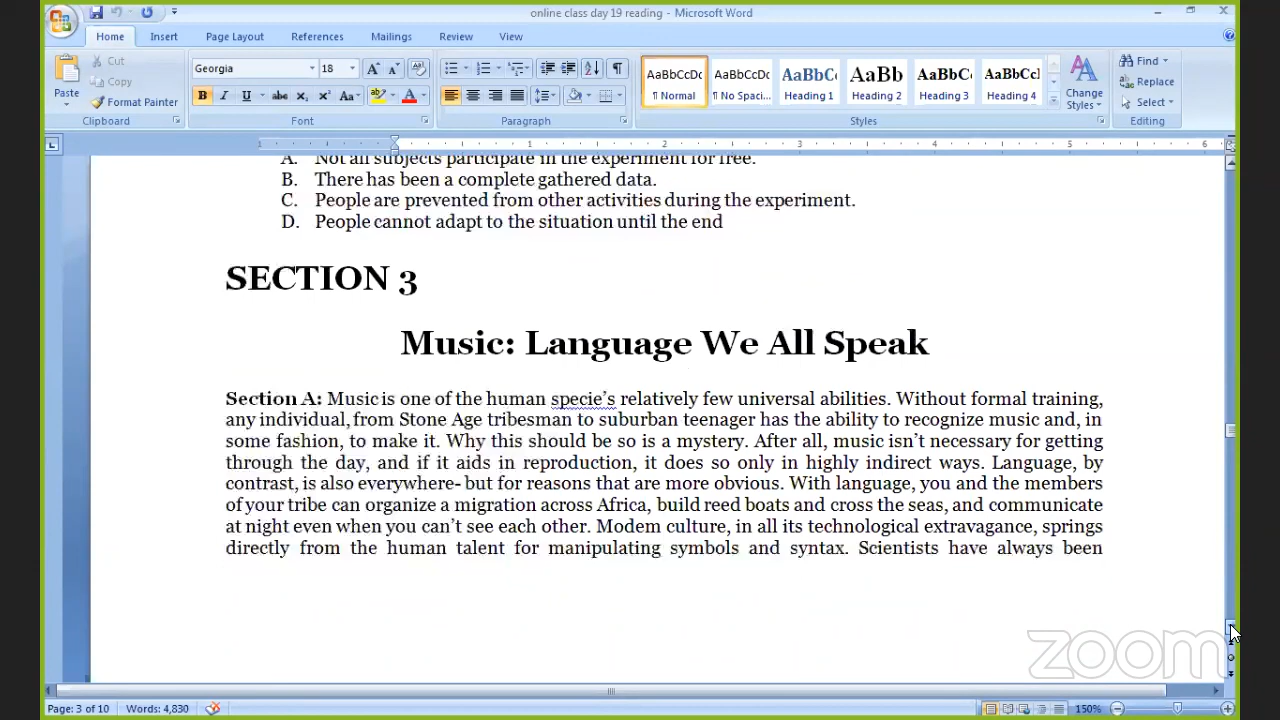 online class day 19 reading - Microsoft Word
Home Insert Page Layout References Mailings Review View
Paste
Cut
Copy
Format Painter
Clipboard
Georgia 18
Font
Paragraph
AaBbCcDc AaBbCcDc AaBbC AaBb AaBbC AaBbCcl
¶ Normal ¶ No Spaci... Heading 1 Heading 2 Heading 3 Heading 4
Change Styles
Styles
Find
Replace
Select
Editing
1 1 2 3 4 5 6
A. Not all subjects participate in the experiment for free.
B. There has been a complete gathered data.
C. People are prevented from other activities during the experiment.
D. People cannot adapt to the situation until the end
SECTION 3
Music: Language We All Speak
Section A: Music is one of the human specie’s relatively few universal abilities. Without formal training,
any individual, from Stone Age tribesman to suburban teenager has the ability to recognize music and, in
some fashion, to make it. Why this should be so is a mystery. After all, music isn’t necessary for getting
through the day, and if it aids in reproduction, it does so only in highly indirect ways. Language, by
contrast, is also everywhere- but for reasons that are more obvious. With language, you and the members
of your tribe can organize a migration across Africa, build reed boats and cross the seas, and communicate
at night even when you can’t see each other. Modem culture, in all its technological extravagance, springs
directly from the human talent for manipulating symbols and syntax. Scientists have always been
zoom
Page: 3 of 10 Words: 4,830 150%